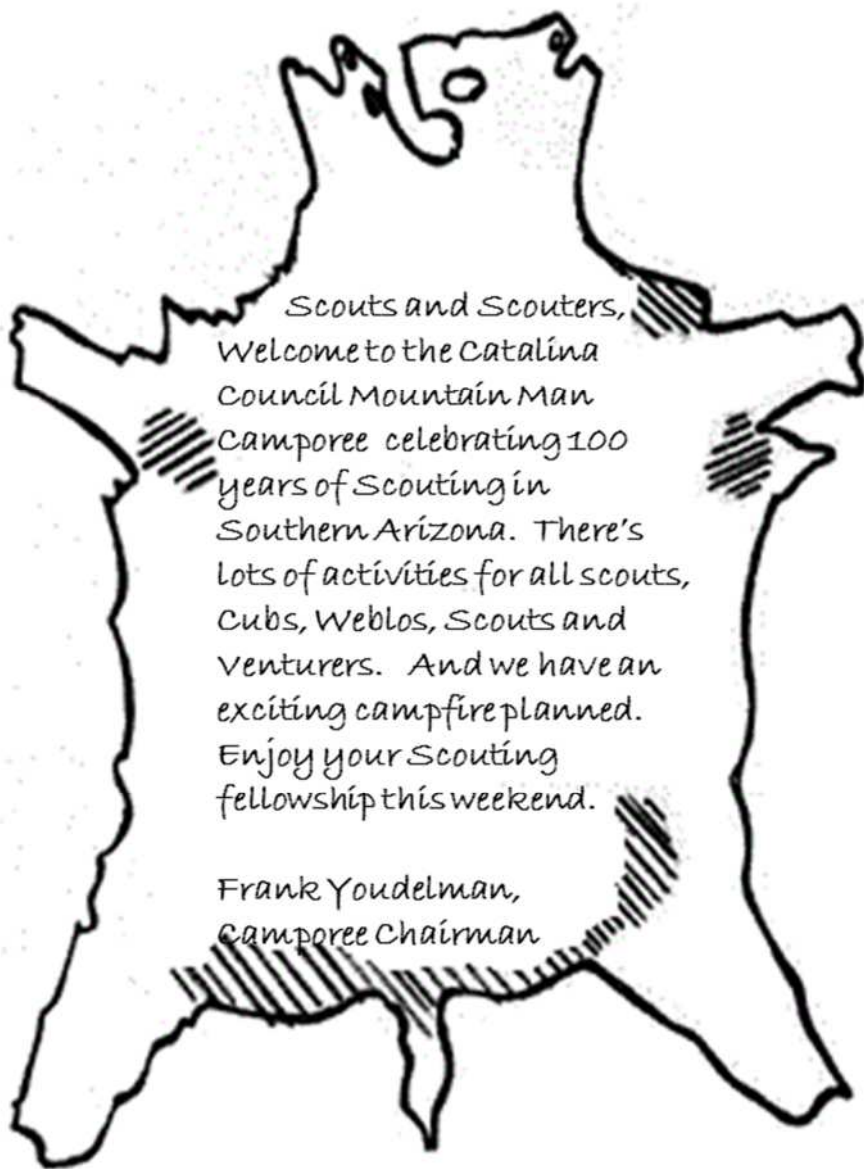 Scouts and Scouters,
Welcome to the Catalina
Council Mountain Man
Camporee celebrating 100
years of Scouting in
Southern Arizona. There's
lots of activities for all scouts,
Cubs, Weblos, Scouts and
Venturers. And we have an
exciting campfire planned.
Enjoy your Scouting
fellowship this weekend.
Frank Youdelman,
Camporee Chairman